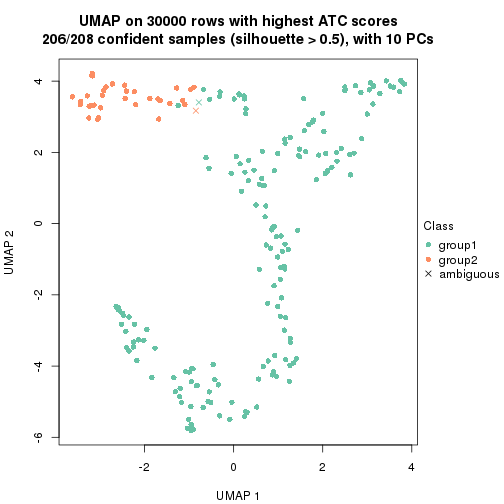 UMAP on 30000 rows with highest ATC scores
206/208 confident samples (silhouette > 0.5), with 10 PCs
4
2
0
-2
-4
-6
UMAP 2
-2
0
2
4
UMAP 1
Class
group1
group2
ambiguous